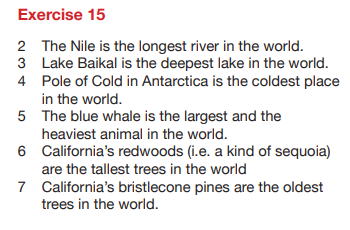 Exercise 15
2 The Nile is the longest river in the world.
3 Lake Baikal is the deepest lake in the world.
4 Pole of Cold in Antarctica is the coldest place
in the world.
5 The blue whale is the largest and the
heaviest animal in the world.
6 California's redwoods (i.e. a kind of sequoia)
are the tallest trees in the world
7 California's bristlecone pines are the oldest
trees in the world.